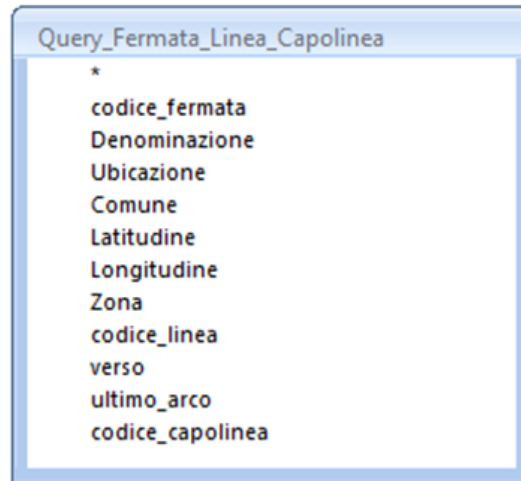 Query_Fermata_Linea_Capolinea
*
codice_fermata
Denominazione
Ubicazione
Comune
Latitudine
Longitudine
Zona
codice_linea
verso
ultimo_arco
codice_capolinea